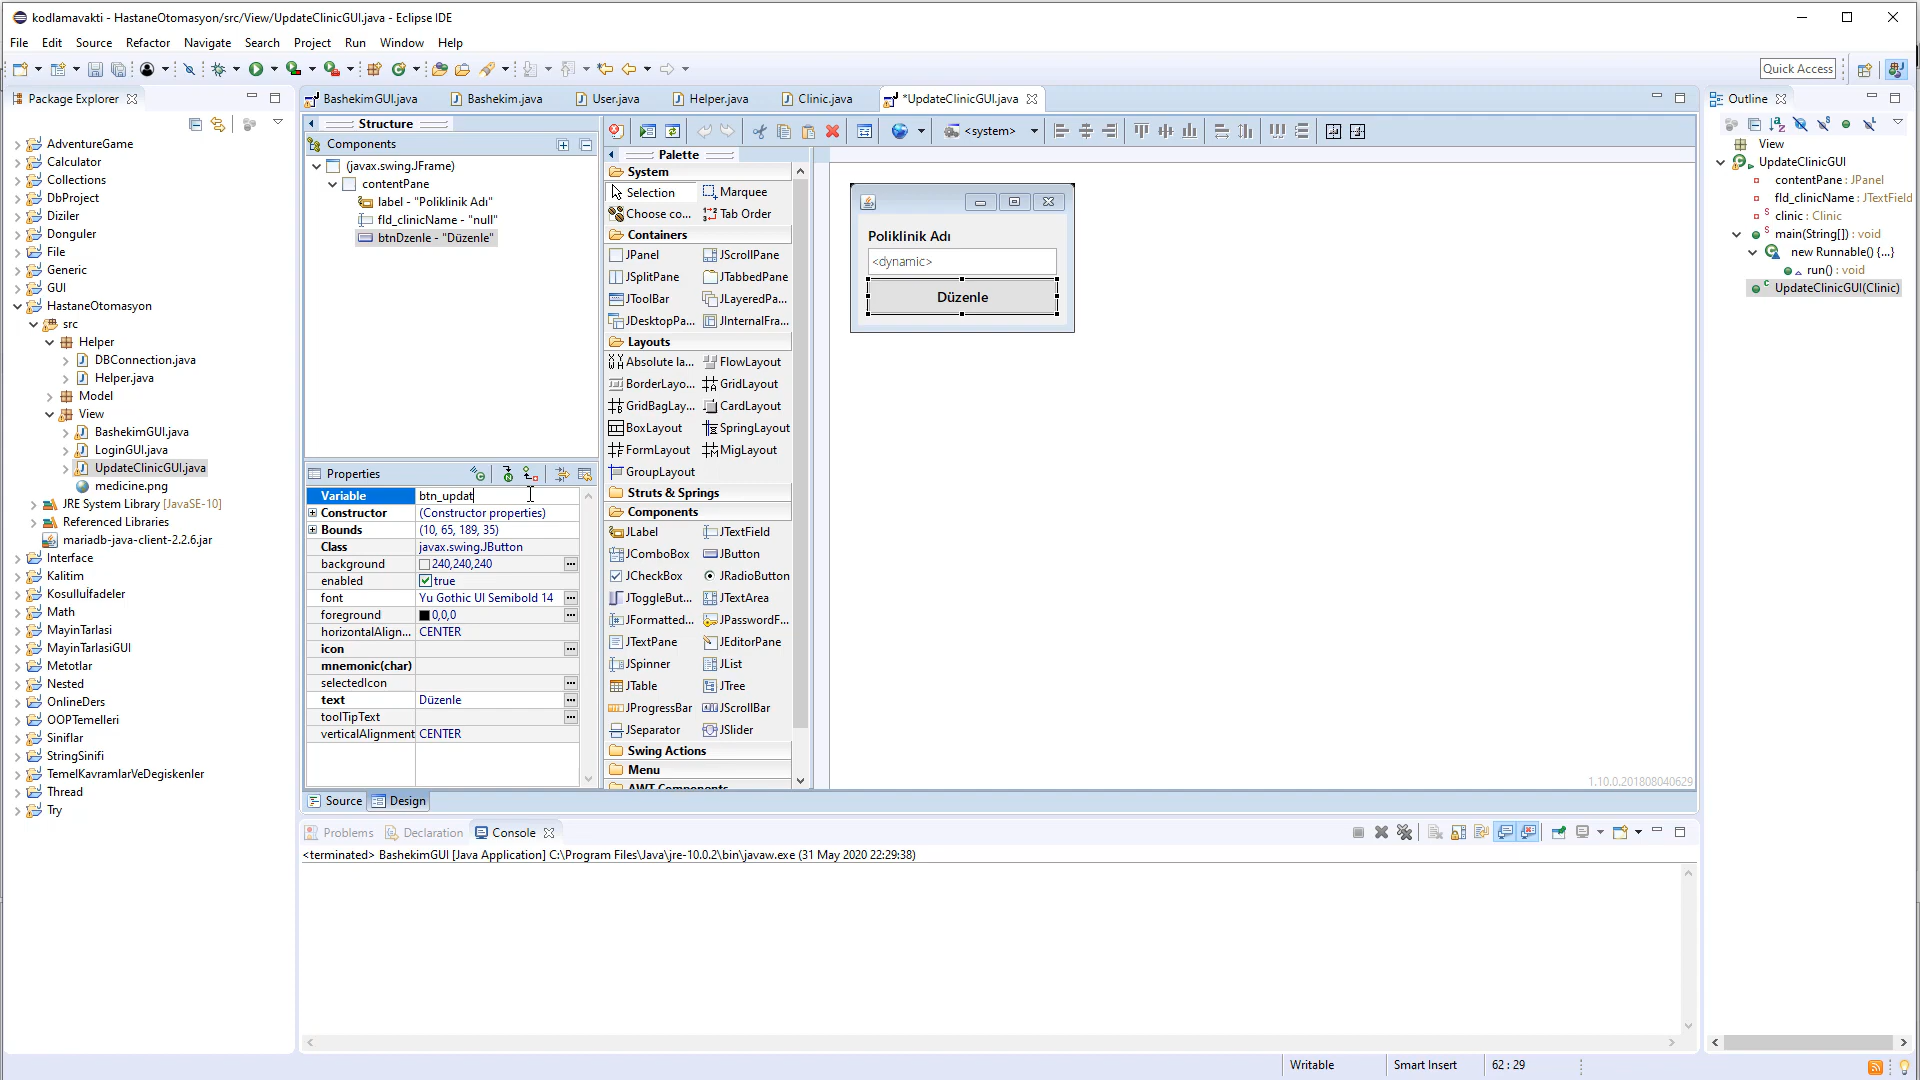 kodlamavakti - HastaneOtomasyon/src/View/UpdateClinicGUI.java - Eclipse IDE
File Edit Source Refactor Navigate Search Project Run Window Help
Quick Access
Package Explorer
AdventureGame
Calculator
Collections
DbProject
Diziler
Donguler
File
Generic
GUI
HastaneOtomasyon
src
Helper
DBConnection.java
Helper.java
Model
View
BashekimGUI.java
LoginGUI.java
UpdateClinicGUI.java
medicine.png
JRE System Library [JavaSE-10]
Referenced Libraries
mariadb-java-client-2.2.6.jar
Interface
Kalitim
Kosullulfadeler
Math
MayinTarlasi
MayinTarlasiGUI
Metotlar
Nested
OnlineDers
OOPTemelleri
Siniflar
StringSinifi
TemelKavramlarVeDegiskenler
Thread
Try
BashekimGUI.java Bashekim.java User.java Helper.java Clinic.java *UpdateClinicGUI.java
Structure
Components
(javax.swing.JFrame)
contentPane
label - "Poliklinik Adı"
fld_clinicName - "null"
btnDzenle - "Düzenle"
Properties
Variable btn_updat
Constructor (Constructor properties)
Bounds (10, 65, 189, 35)
Class javax.swing.JButton
background 240,240,240
enabled true
font Yu Gothic UI Semibold 14
foreground 0,0,0
horizontalAlign... CENTER
icon
mnemonic(char)
selectedIcon
text Düzenle
toolTipText
verticalAlignment CENTER
Source Design
<system>
Palette
System
Selection Marquee
Choose co... Tab Order
Containers
JPanel JScrollPane
JSplitPane JTabbedPane
JToolBar JLayeredPa...
JDesktopPa... JInternalFra...
Layouts
Absolute la... FlowLayout
BorderLayo... GridLayout
GridBagLay... CardLayout
BoxLayout SpringLayout
FormLayout MigLayout
GroupLayout
Struts & Springs
Components
JLabel JTextField
JComboBox JButton
JCheckBox JRadioButton
JToggleBut... JTextArea
JFormatted... JPasswordF...
JTextPane JEditorPane
JSpinner JList
JTable JTree
JProgressBar JScrollBar
JSeparator JSlider
Swing Actions
Menu
AWT Components
Poliklinik Adı
<dynamic>
Düzenle
1.10.0.201808040629
Problems Declaration Console
<terminated> BashekimGUI [Java Application] C:\Program Files\Java\jre-10.0.2\bin\javaw.exe (31 May 2020 22:29:38)
Outline
View
UpdateClinicGUI
contentPane : JPanel
fld_clinicName : JTextField
clinic : Clinic
main(String[]) : void
new Runnable() {...}
run() : void
UpdateClinicGUI(Clinic)
Writable Smart Insert 62 : 29